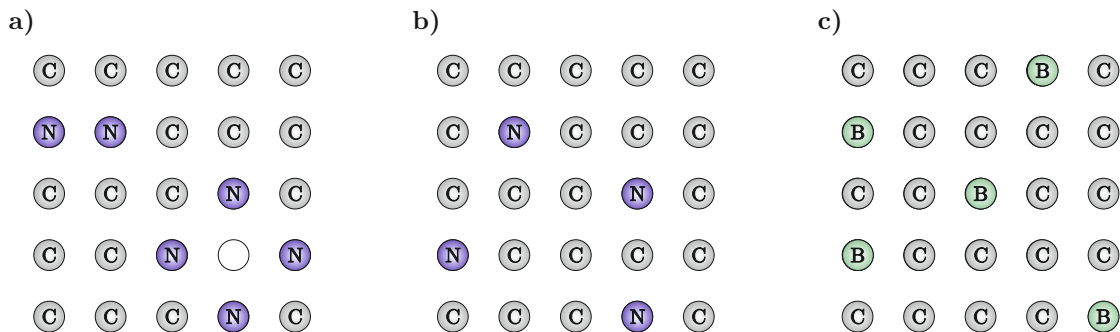 a) b) c)
C C C C C C C C C C C C C B C
N N C C C C N C C C B C C C C
C C C N C C C C N C C C B C C
C C N N N C C C C B C C C C
C C C N C C C C N C C C C C B